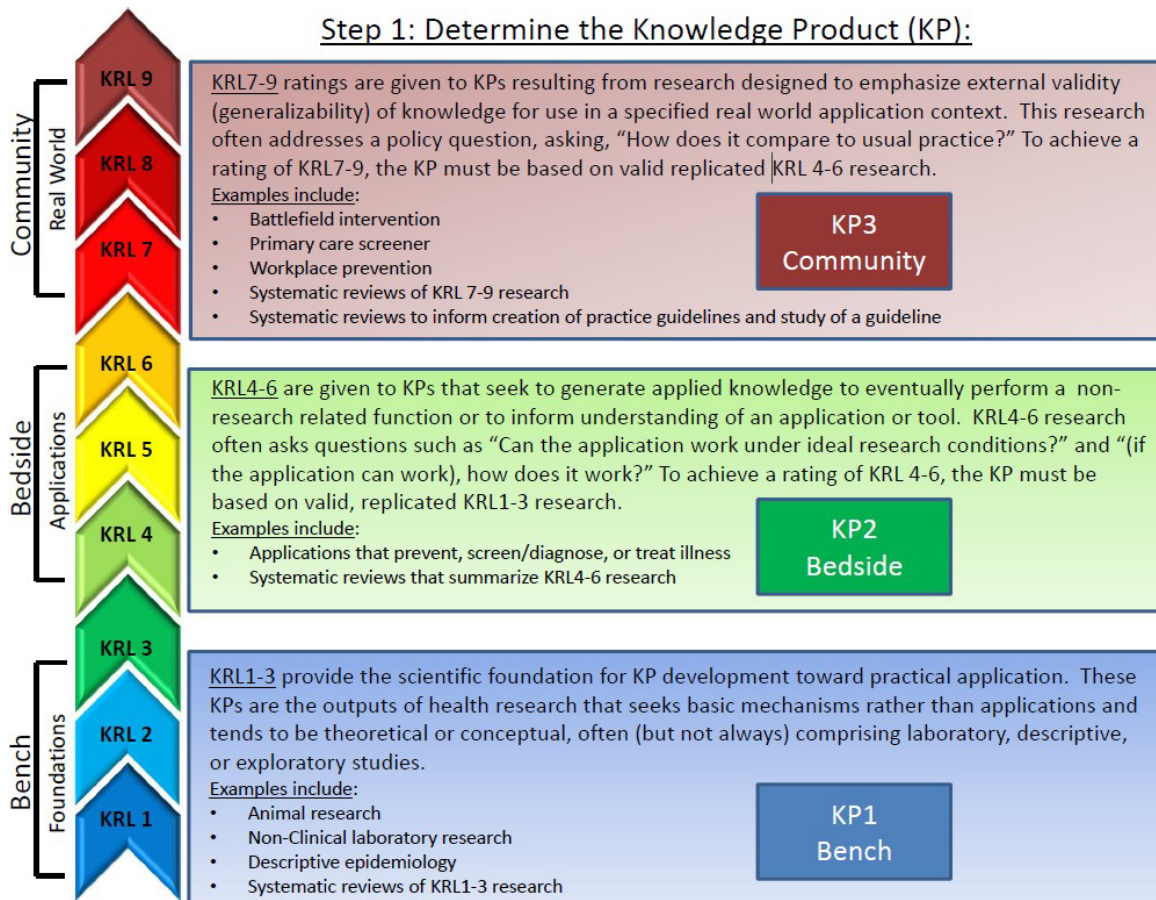 Step 1: Determine the Knowledge Product (KP):
KRL 9
KRL 8
KRL 7
KRL 6
KRL 5
KRL 4
KRL 3
KRL 2
KRL 1
Community
Real World
Bedside
Applications
Bench
Foundations
KRL7-9 ratings are given to KPs resulting from research designed to emphasize external validity
(generalizability) of knowledge for use in a specified real world application context. This research
often addresses a policy question, asking, “How does it compare to usual practice?” To achieve a
rating of KRL7-9, the KP must be based on valid replicated KRL 4-6 research.
Examples include:
• Battlefield intervention
• Primary care screener
• Workplace prevention
• Systematic reviews of KRL 7-9 research
• Systematic reviews to inform creation of practice guidelines and study of a guideline
KP3
Community
KRL4-6 are given to KPs that seek to generate applied knowledge to eventually perform a non-
research related function or to inform understanding of an application or tool. KRL4-6 research
often asks questions such as “Can the application work under ideal research conditions?” and “(if
the application can work), how does it work?” To achieve a rating of KRL 4-6, the KP must be
based on valid, replicated KRL1-3 research.
Examples include:
• Applications that prevent, screen/diagnose, or treat illness
• Systematic reviews that summarize KRL4-6 research
KP2
Bedside
KRL1-3 provide the scientific foundation for KP development toward practical application. These
KPs are the outputs of health research that seeks basic mechanisms rather than applications and
tends to be theoretical or conceptual, often (but not always) comprising laboratory, descriptive,
or exploratory studies.
Examples include:
• Animal research
• Non-Clinical laboratory research
• Descriptive epidemiology
• Systematic reviews of KRL1-3 research
KP1
Bench